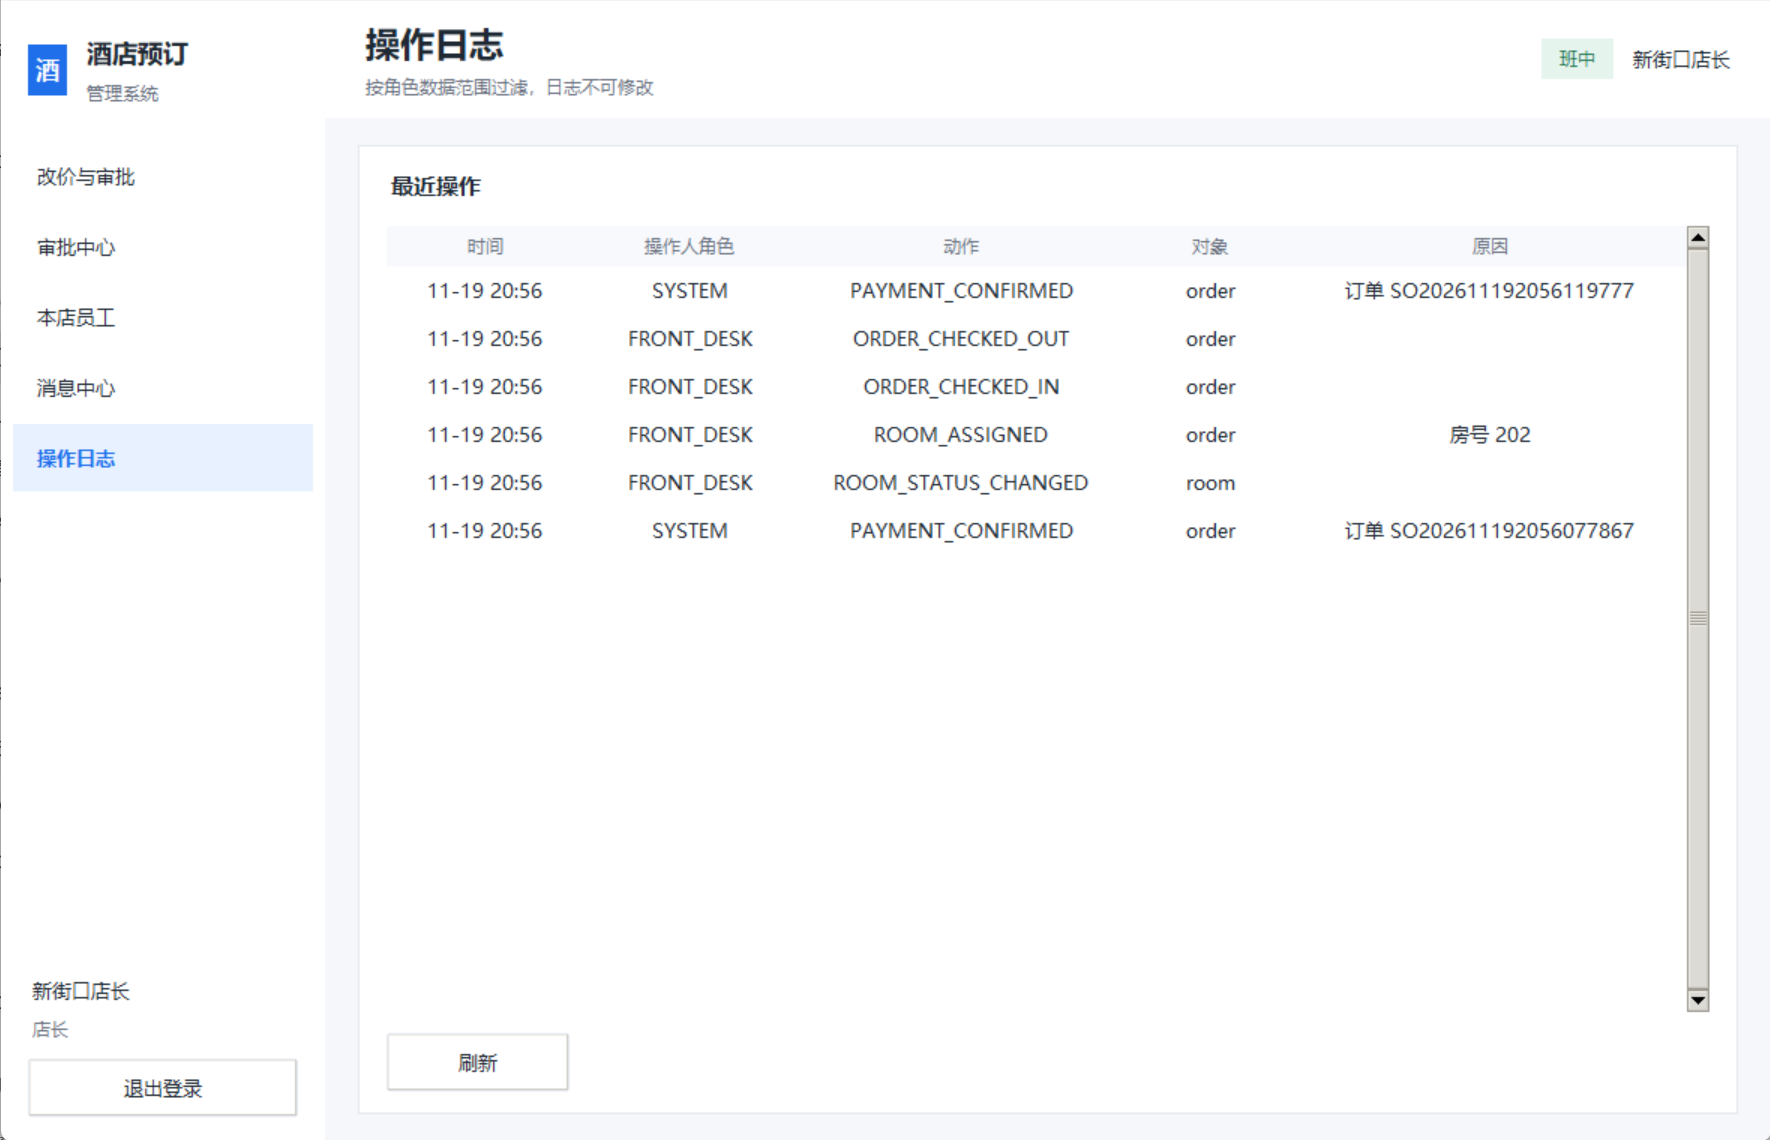 酒
酒店预订
管理系统
改价与审批
审批中心
本店员工
消息中心
操作日志
新街口店长
店长
退出登录
操作日志
按角色数据范围过滤，日志不可修改
班中 新街口店长
最近操作
时间 操作人角色 动作 对象 原因
11-19 20:56 SYSTEM PAYMENT_CONFIRMED order 订单 SO202611192056119777
11-19 20:56 FRONT_DESK ORDER_CHECKED_OUT order
11-19 20:56 FRONT_DESK ORDER_CHECKED_IN order
11-19 20:56 FRONT_DESK ROOM_ASSIGNED order 房号 202
11-19 20:56 FRONT_DESK ROOM_STATUS_CHANGED room
11-19 20:56 SYSTEM PAYMENT_CONFIRMED order 订单 SO202611192056077867
刷新